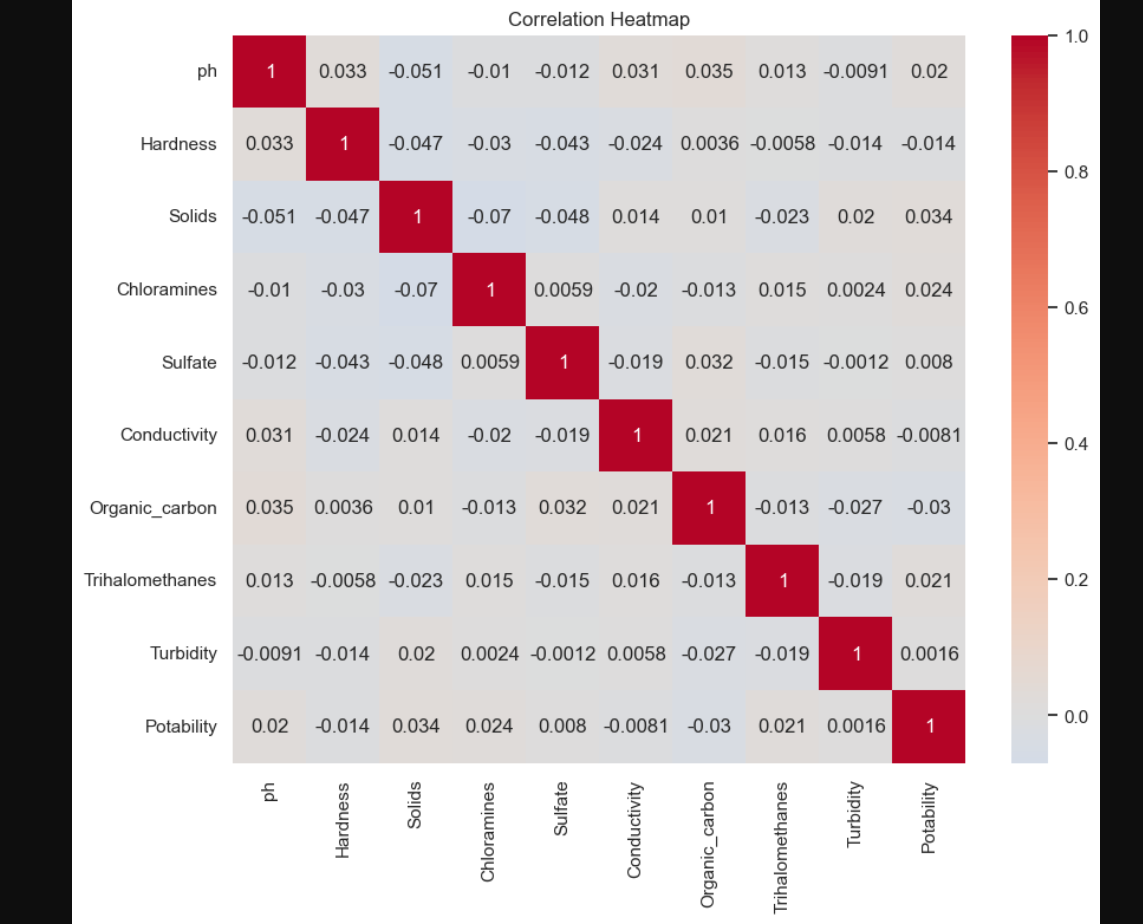 Correlation Heatmap
ph 1 0.033 -0.051 -0.01 -0.012 0.031 0.035 0.013 -0.0091 0.02
Hardness 0.033 1 -0.047 -0.03 -0.043 -0.024 0.0036 -0.0058 -0.014 -0.014
Solids -0.051 -0.047 1 -0.07 -0.048 0.014 0.01 -0.023 0.02 0.034
Chloramines -0.01 -0.03 -0.07 1 0.0059 -0.02 -0.013 0.015 0.0024 0.024
Sulfate -0.012 -0.043 -0.048 0.0059 1 -0.019 0.032 -0.015 -0.0012 0.008
Conductivity 0.031 -0.024 0.014 -0.02 -0.019 1 0.021 0.016 0.0058 -0.0081
Organic_carbon 0.035 0.0036 0.01 -0.013 0.032 0.021 1 -0.013 -0.027 -0.03
Trihalomethanes 0.013 -0.0058 -0.023 0.015 -0.015 0.016 -0.013 1 -0.019 0.021
Turbidity -0.0091 -0.014 0.02 0.0024 -0.0012 0.0058 -0.027 -0.019 1 0.0016
Potability 0.02 -0.014 0.034 0.024 0.008 -0.0081 -0.03 0.021 0.0016 1
ph Hardness Solids Chloramines Sulfate Conductivity Organic_carbon Trihalomethanes Turbidity Potability
1.0
0.8
0.6
0.4
0.2
0.0